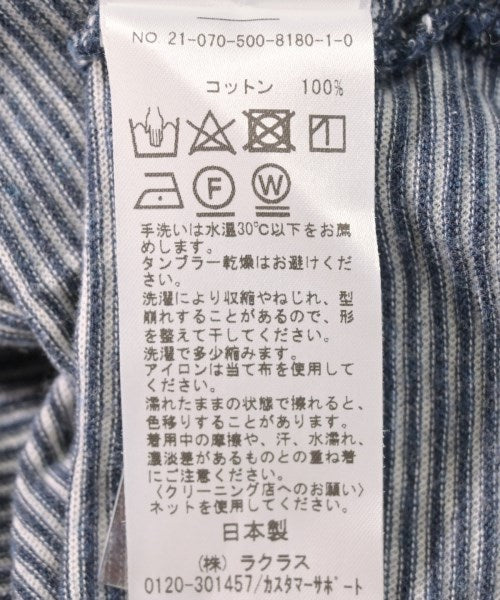 NO. 21-070-500-8180-1-0
コットン 100%
F W
手洗いは水温30℃以下をお薦
めします。
タンブラー乾燥はお避けくだ
さい。
洗濯により収縮やねじれ、型
崩れすることがあるので、形
を整えて干してください。
洗濯で多少縮みます。
アイロンは当て布を使用して
ください。
濡れたままの状態で擦れると、
色移りすることがあります。
着用中の摩擦や、汗、水濡れ、
濃淡差があるものとの重ね着
にご注意ください。
〈クリーニング店へのお願い〉
ネットを使用してください。
日本製
(株) ラクラス
0120-301457/カスタマーサポート